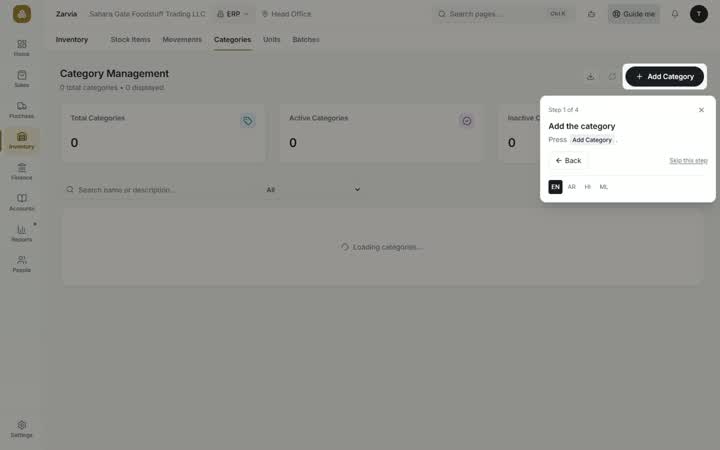 Zarvia
Sahara Gate Foodstuff Trading LLC
ERP
Head Office
Search pages...
Ctrl K
Guide me
T
Inventory
Stock Items
Movements
Categories
Units
Batches
Home
Sales
Purchase
Inventory
Finance
Accounts
Reports
People
Settings
Category Management
0 total categories • 0 displayed
Add Category
Total Categories
0
Active Categories
0
Inactive C
0
Search name or description...
All
Loading categories...
Step 1 of 4
Add the category
Press Add Category .
Back
Skip this step
EN AR HI ML